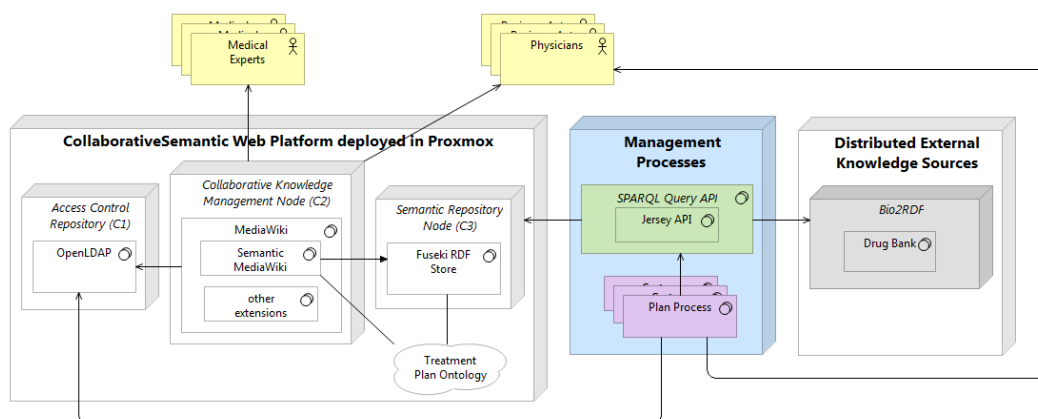 Medical
Experts
Physicians
CollaborativeSemantic Web Platform deployed in Proxmox
Access Control
Repository (C1)
OpenLDAP
Collaborative Knowledge
Management Node (C2)
MediaWiki
Semantic
MediaWiki
other
extensions
Semantic Repository
Node (C3)
Fuseki RDF
Store
Treatment
Plan Ontology
Management
Processes
SPARQL Query API
Jersey API
Plan Process
Distributed External
Knowledge Sources
Bio2RDF
Drug Bank